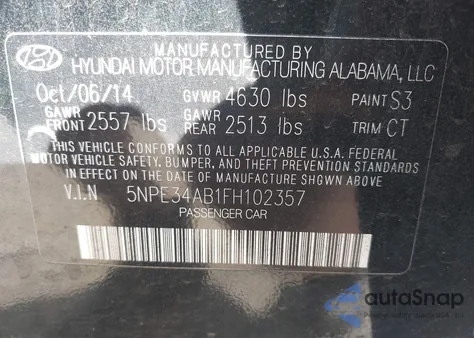 MANUFACTURED BY
HYUNDAI MOTOR MANUFACTURING ALABAMA, LLC
Oct/06/14 GVWR 4630 lbs PAINT S3
GAWR FRONT 2557 lbs GAWR REAR 2513 lbs TRIM CT
THIS VEHICLE CONFORMS TO ALL APPLICABLE U.S.A. FEDERAL
MOTOR VEHICLE SAFETY, BUMPER, AND THEFT PREVENTION STANDARDS
IN EFFECT ON THE DATE OF MANUFACTURE SHOWN ABOVE
V.I.N 5NPE34AB1FH102357
PASSENGER CAR
autoSnap